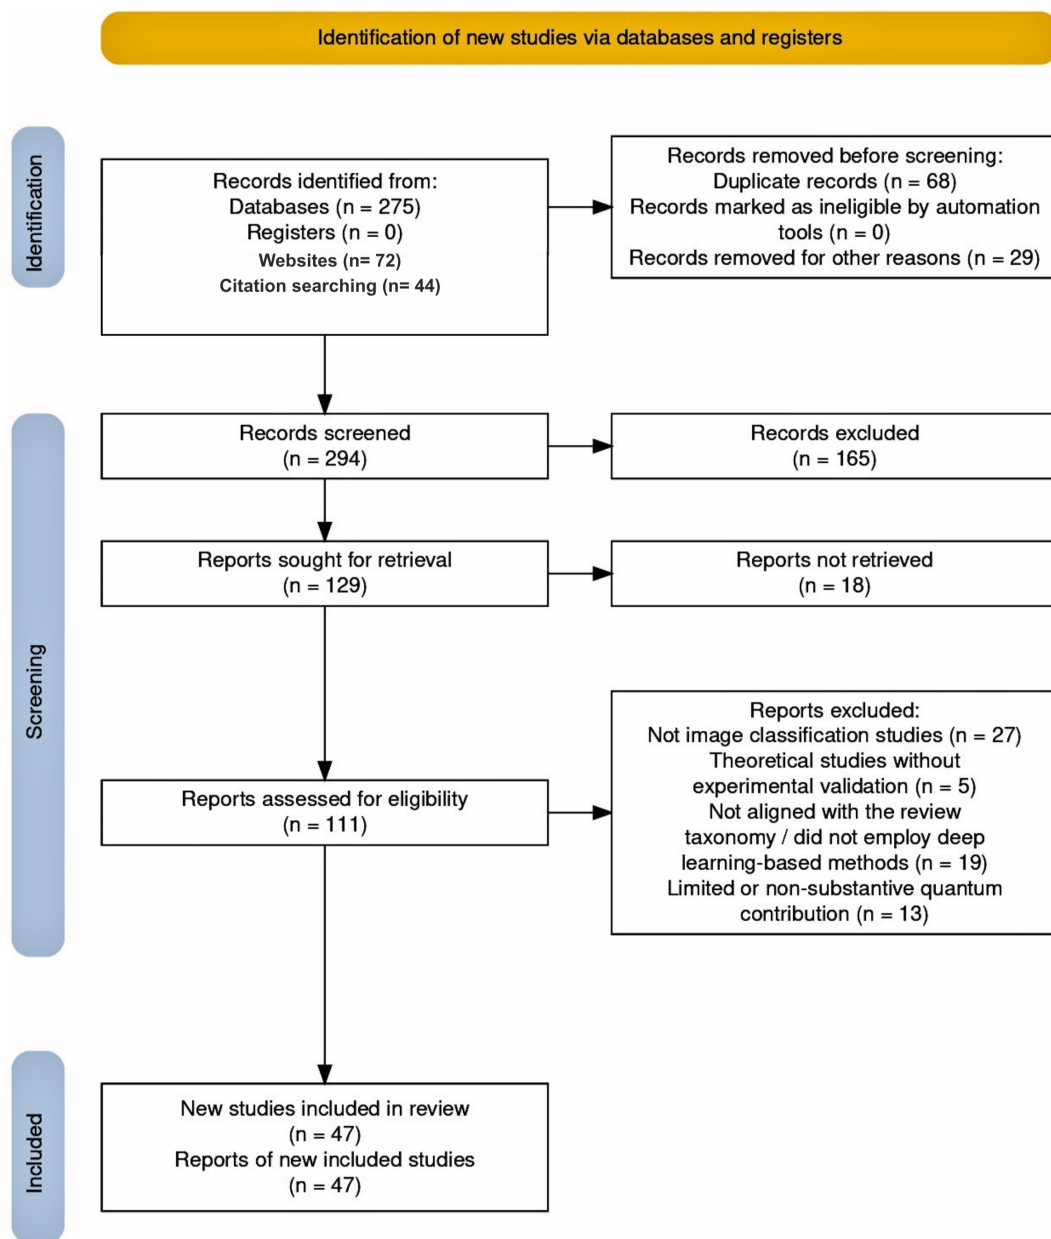 Identification of new studies via databases and registers
Identification
Records identified from:
Databases (n = 275)
Registers (n = 0)
Websites (n= 72)
Citation searching (n= 44)
Records removed before screening:
Duplicate records (n = 68)
Records marked as ineligible by automation
tools (n = 0)
Records removed for other reasons (n = 29)
Screening
Records screened
(n = 294)
Records excluded
(n = 165)
Reports sought for retrieval
(n = 129)
Reports not retrieved
(n = 18)
Reports assessed for eligibility
(n = 111)
Reports excluded:
Not image classification studies (n = 27)
Theoretical studies without
experimental validation (n = 5)
Not aligned with the review
taxonomy / did not employ deep
learning-based methods (n = 19)
Limited or non-substantive quantum
contribution (n = 13)
Included
New studies included in review
(n = 47)
Reports of new included studies
(n = 47)